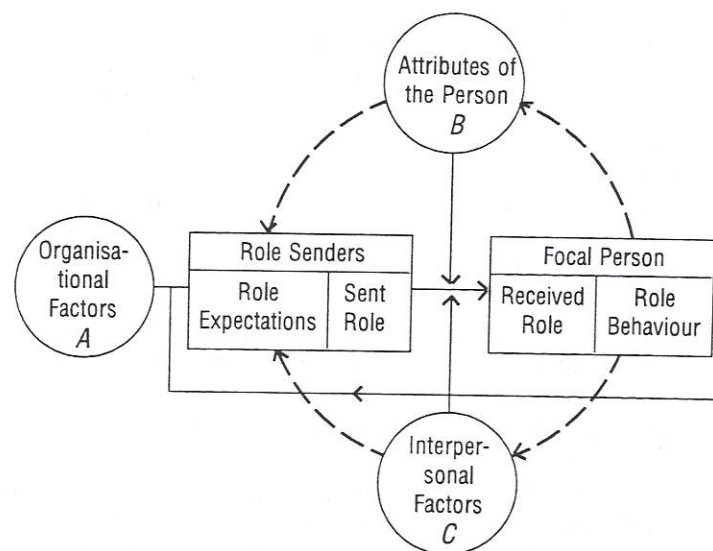 Attributes of
the Person
B
Organisa-
tional
Factors
A
Role Senders
Role
Expectations
Sent
Role
Focal Person
Received
Role
Role
Behaviour
Interper-
sonal
Factors
C